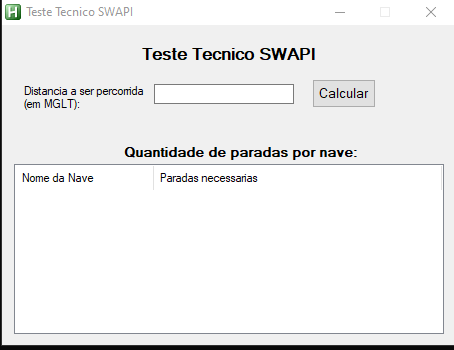 Teste Tecnico SWAPI
Teste Tecnico SWAPI
Distancia a ser percorrida
(em MGLT):
Calcular
Quantidade de paradas por nave:
Nome da Nave Paradas necessarias